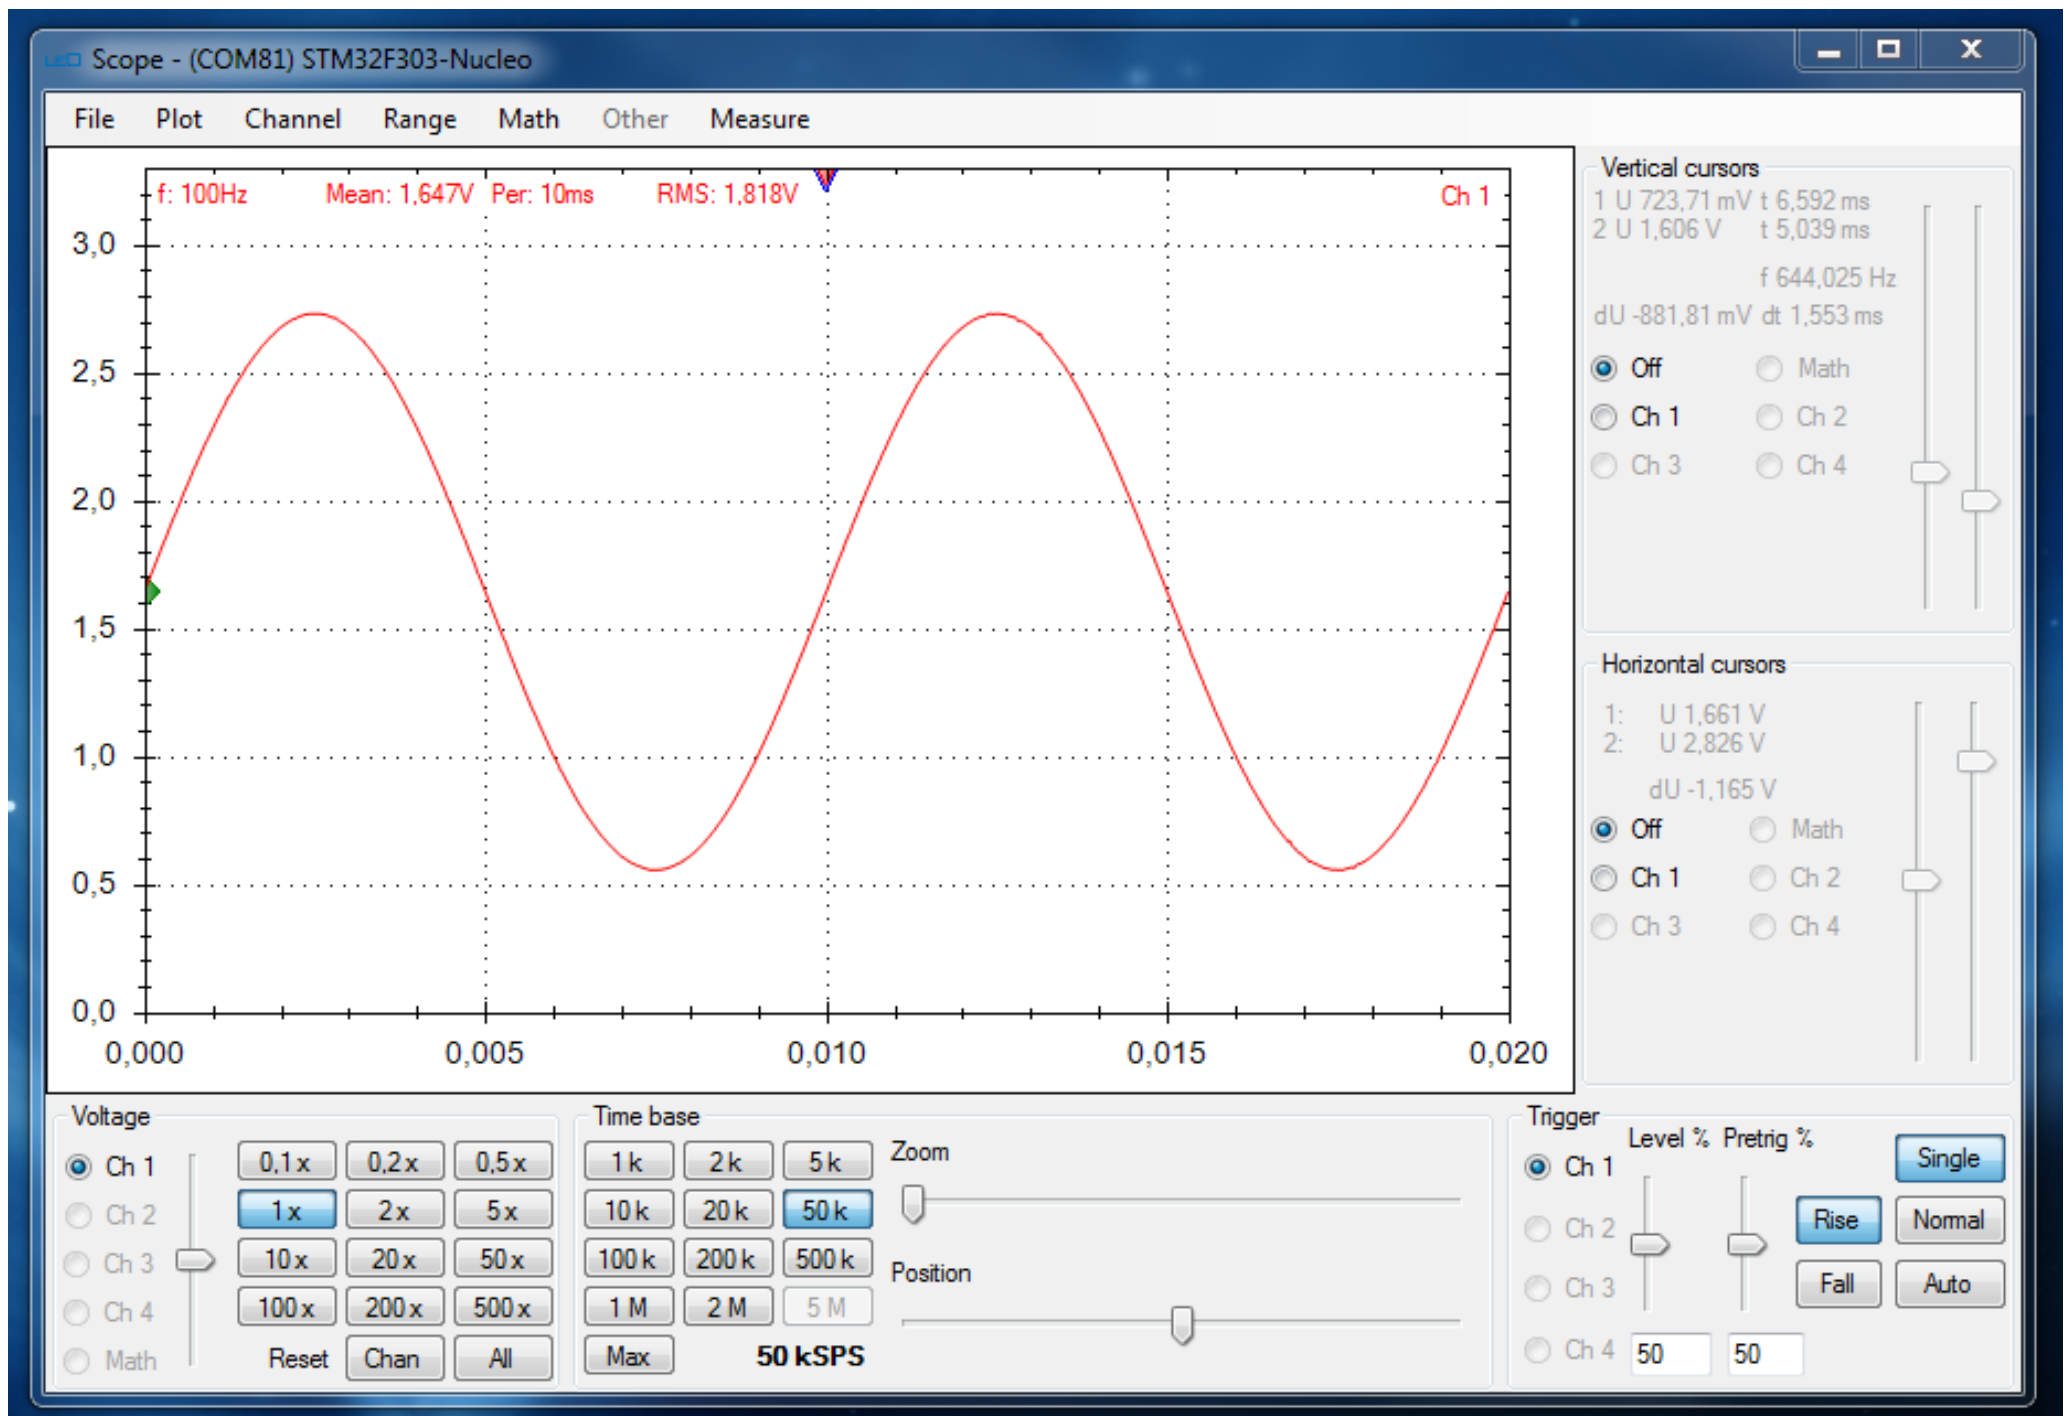 LEO Scope - (COM81) STM32F303-Nucleo
File Plot Channel Range Math Other Measure
f: 100Hz Mean: 1,647V Per: 10ms RMS: 1,818V Ch 1
3,0
2,5
2,0
1,5
1,0
0,5
0,0
0,000 0,005 0,010 0,015 0,020
Vertical cursors
1 U 723,71 mV t 6,592 ms
2 U 1,606 V t 5,039 ms
f 644,025 Hz
dU -881,81 mV dt 1,553 ms
Off Math
Ch 1 Ch 2
Ch 3 Ch 4
Horizontal cursors
1: U 1,661 V
2: U 2,826 V
dU -1,165 V
Off Math
Ch 1 Ch 2
Ch 3 Ch 4
Voltage
Ch 1 0,1 x 0,2 x 0,5 x
Ch 2 1 x 2 x 5 x
Ch 3 10 x 20 x 50 x
Ch 4 100 x 200 x 500 x
Math Reset Chan All
Time base
1 k 2 k 5 k
10 k 20 k 50 k
100 k 200 k 500 k
1 M 2 M 5 M
Max 50 kSPS
Zoom
Position
Trigger
Level % Pretrig %
Ch 1 Single
Ch 2 Rise Normal
Ch 3 Fall Auto
Ch 4 50 50